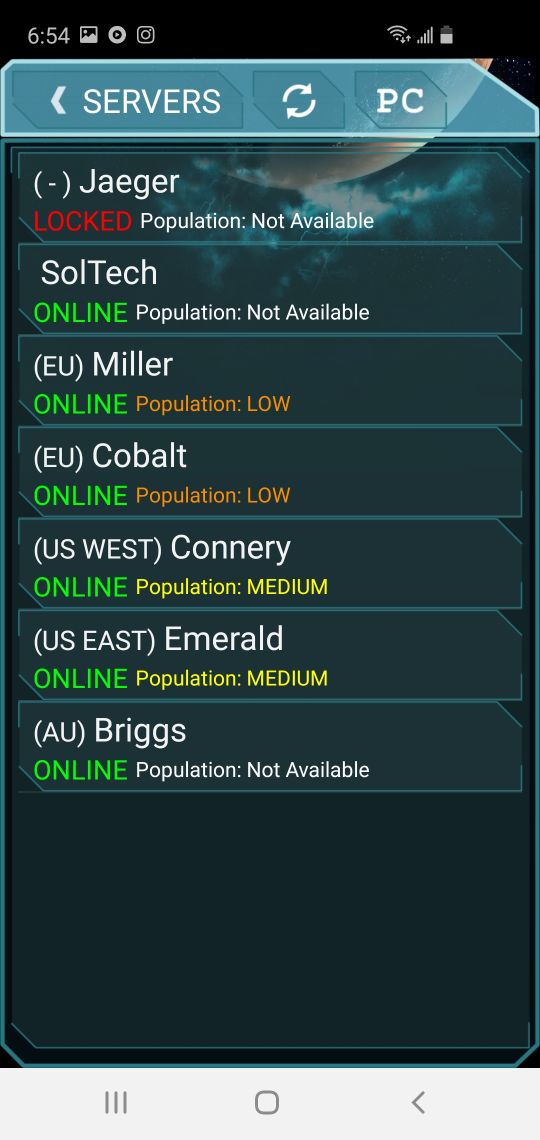 6:54
SERVERS
PC
( - ) Jaeger
LOCKED Population: Not Available
SolTech
ONLINE Population: Not Available
(EU) Miller
ONLINE Population: LOW
(EU) Cobalt
ONLINE Population: LOW
(US WEST) Connery
ONLINE Population: MEDIUM
(US EAST) Emerald
ONLINE Population: MEDIUM
(AU) Briggs
ONLINE Population: Not Available